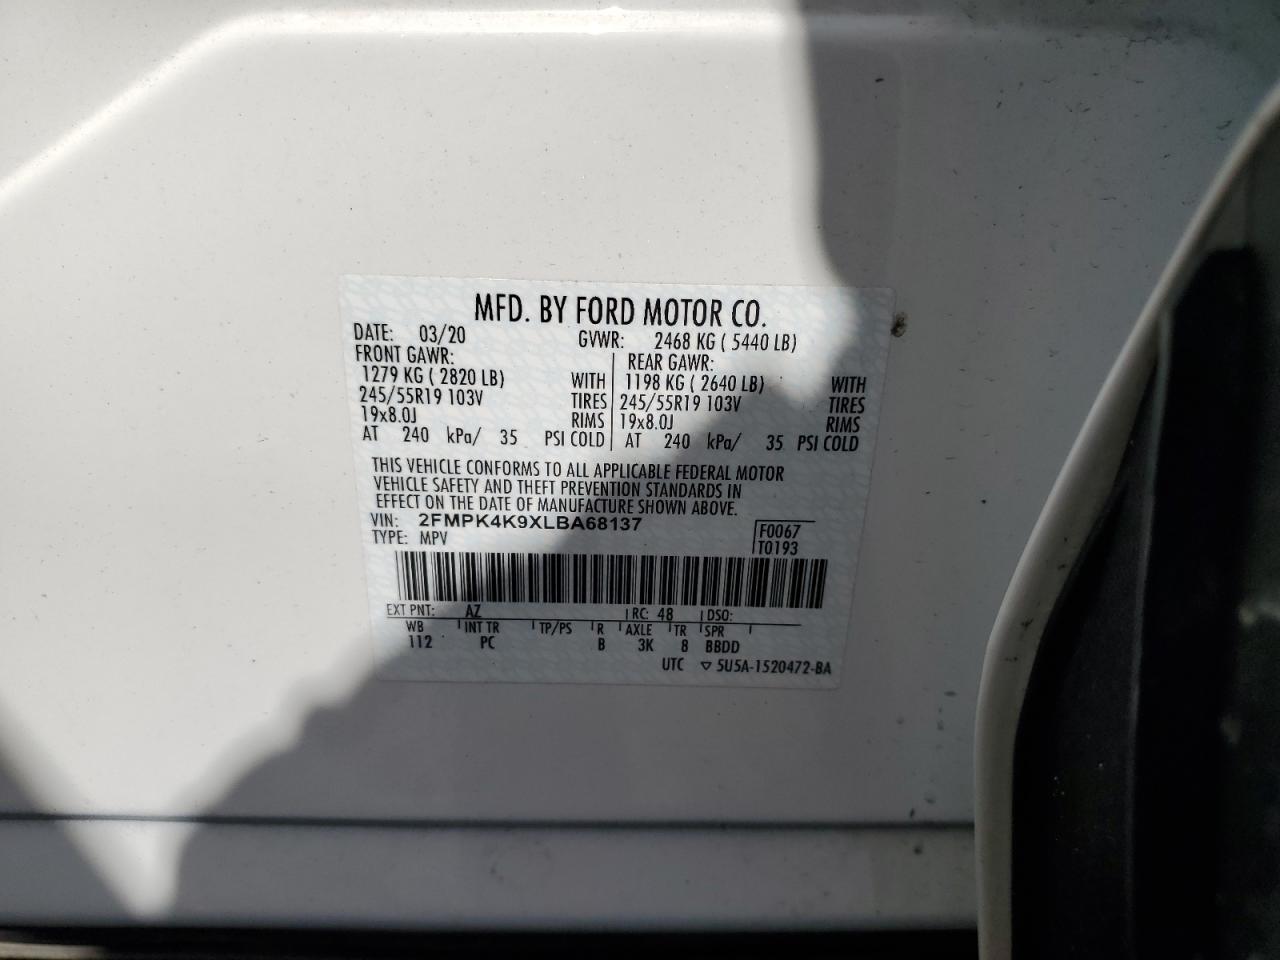 MFD. BY FORD MOTOR CO.
DATE: 03/20 GVWR: 2468 KG ( 5440 LB)
FRONT GAWR: REAR GAWR:
1279 KG ( 2820 LB) WITH 1198 KG ( 2640 LB) WITH
245/55R19 103V TIRES 245/55R19 103V TIRES
19x8.0J RIMS 19x8.0J RIMS
AT 240 kPa/ 35 PSI COLD AT 240 kPa/ 35 PSI COLD
THIS VEHICLE CONFORMS TO ALL APPLICABLE FEDERAL MOTOR
VEHICLE SAFETY AND THEFT PREVENTION STANDARDS IN
EFFECT ON THE DATE OF MANUFACTURE SHOWN ABOVE.
VIN: 2FMPK4K9XLBA68137 F0067
TYPE: MPV T0193
EXT PNT: AZ RC: 48 DSO:
WB INT TR TP/PS R AXLE TR SPR
112 PC B 3K 8 BBDD
UTC ▽ 5U5A-1520472-BA